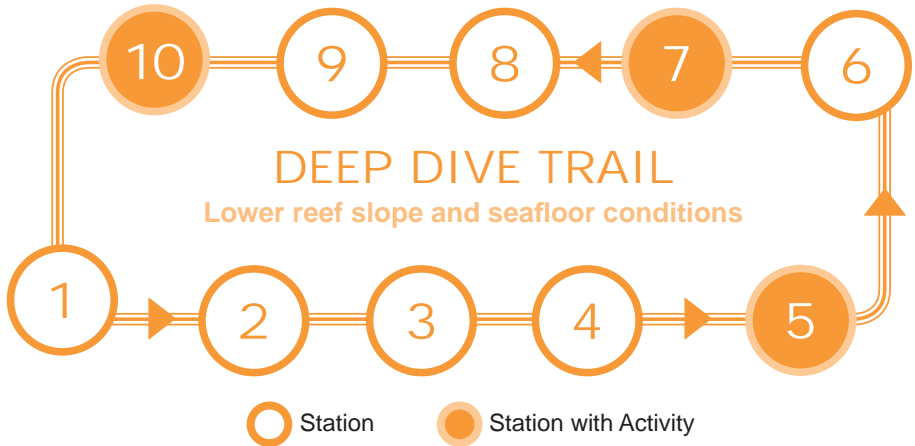 10 9 8 7 6
DEEP DIVE TRAIL
Lower reef slope and seafloor conditions
1 2 3 4 5
Station Station with Activity